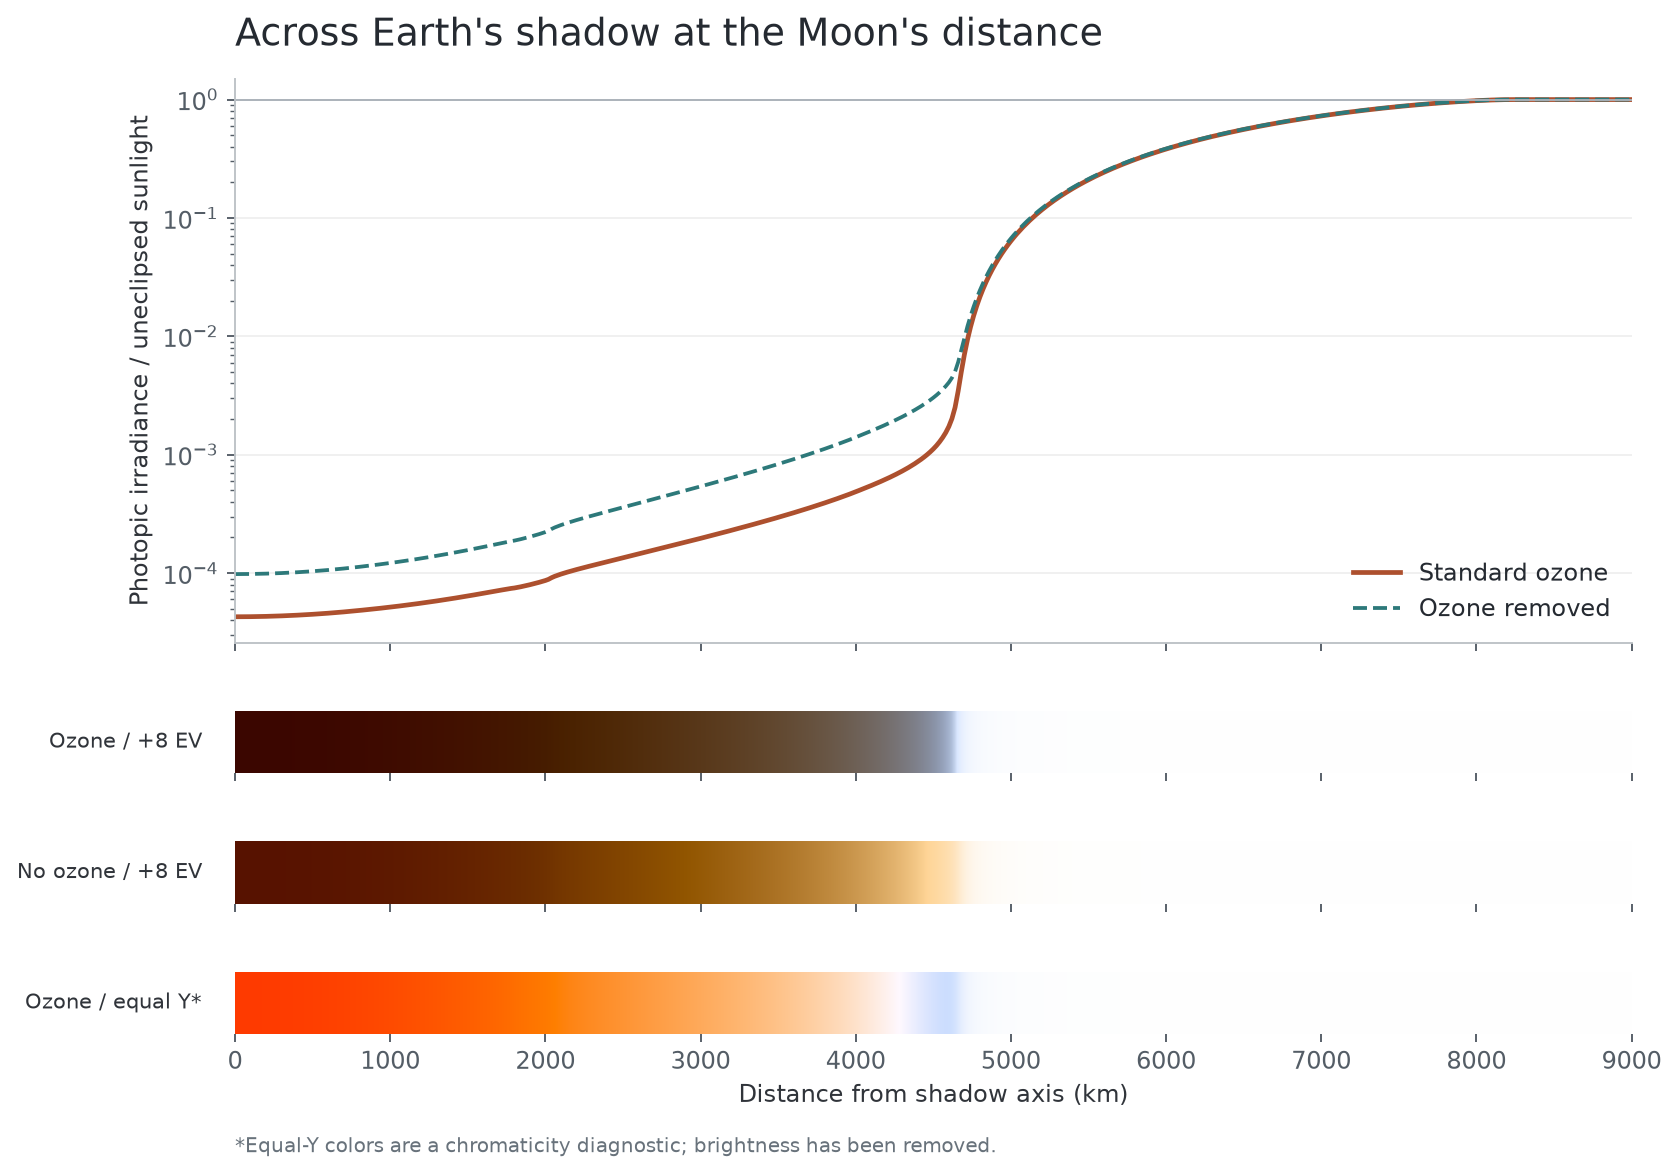 Across Earth's shadow at the Moon's distance
Photopic irradiance / uneclipsed sunlight
10⁰
10⁻¹
10⁻²
10⁻³
10⁻⁴
Standard ozone
Ozone removed
Ozone / +8 EV
No ozone / +8 EV
Ozone / equal Y*
0 1000 2000 3000 4000 5000 6000 7000 8000 9000
Distance from shadow axis (km)
*Equal-Y colors are a chromaticity diagnostic; brightness has been removed.